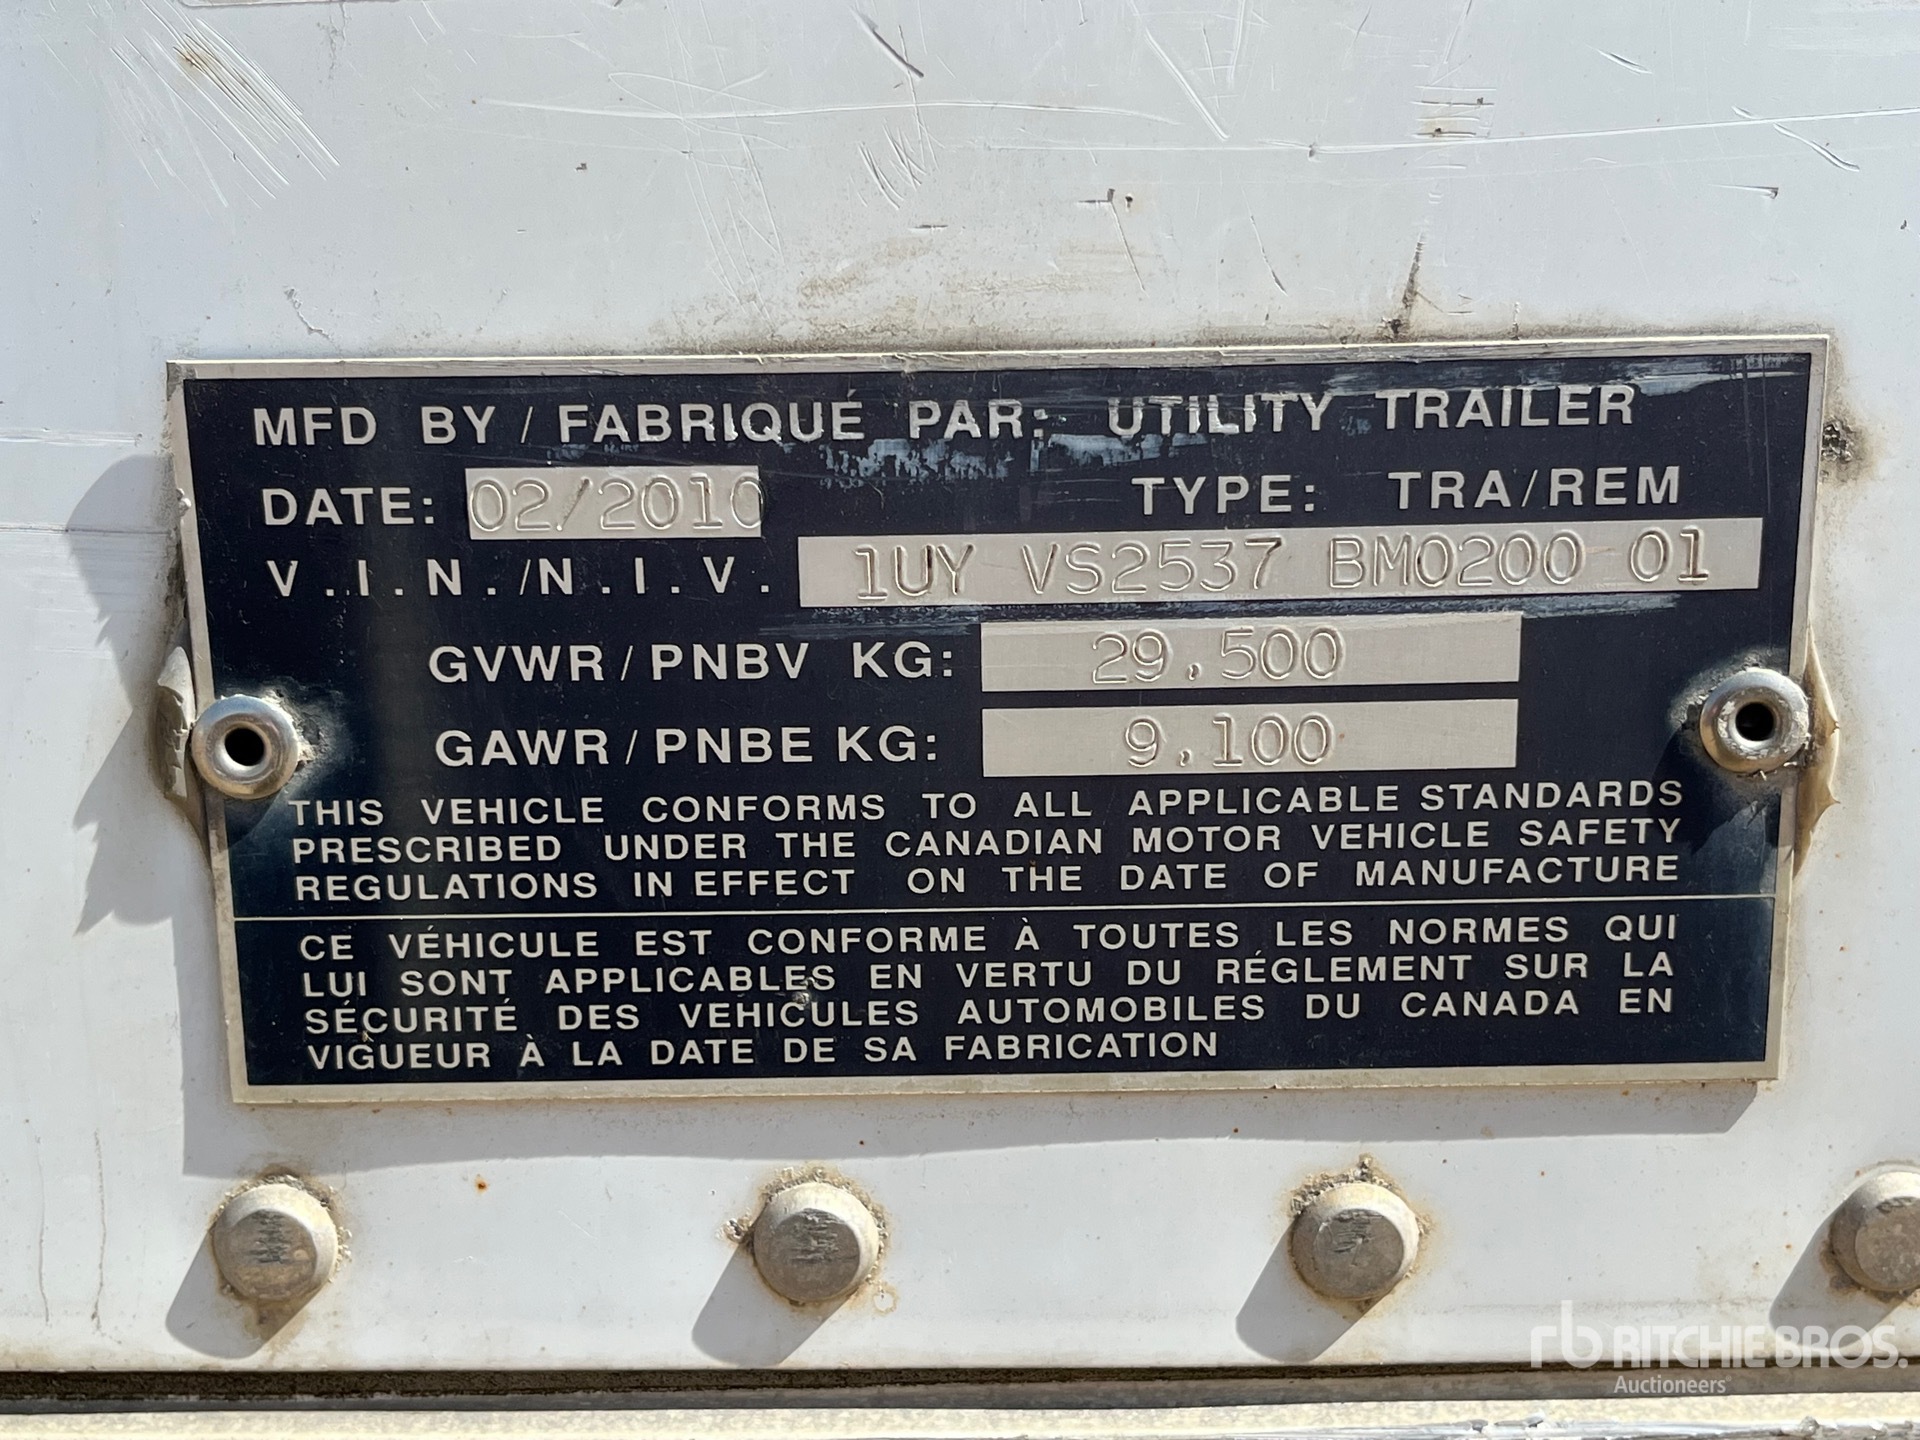 MFD BY / FABRIQUÉ PAR: UTILITY TRAILER
DATE: 02/2010 TYPE: TRA/REM
V.I.N./N.I.V. 1UY VS2537 BM0200 01
GVWR / PNBV KG: 29,500
GAWR / PNBE KG: 9,100
THIS VEHICLE CONFORMS TO ALL APPLICABLE STANDARDS
PRESCRIBED UNDER THE CANADIAN MOTOR VEHICLE SAFETY
REGULATIONS IN EFFECT ON THE DATE OF MANUFACTURE
CE VÉHICULE EST CONFORME À TOUTES LES NORMES QUI
LUI SONT APPLICABLES EN VERTU DU RÉGLEMENT SUR LA
SÉCURITÉ DES VEHICULES AUTOMOBILES DU CANADA EN
VIGUEUR À LA DATE DE SA FABRICATION
rb RITCHIE BROS.
Auctioneers